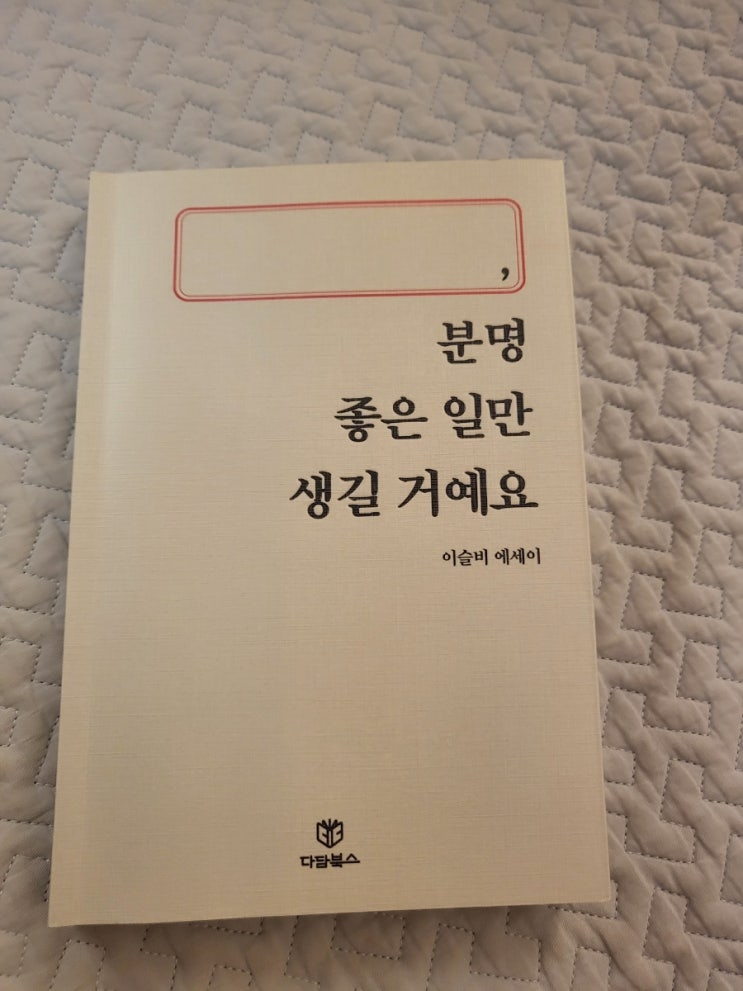 ,
분명
좋은 일만
생길 거예요
이슬비 에세이
다담북스